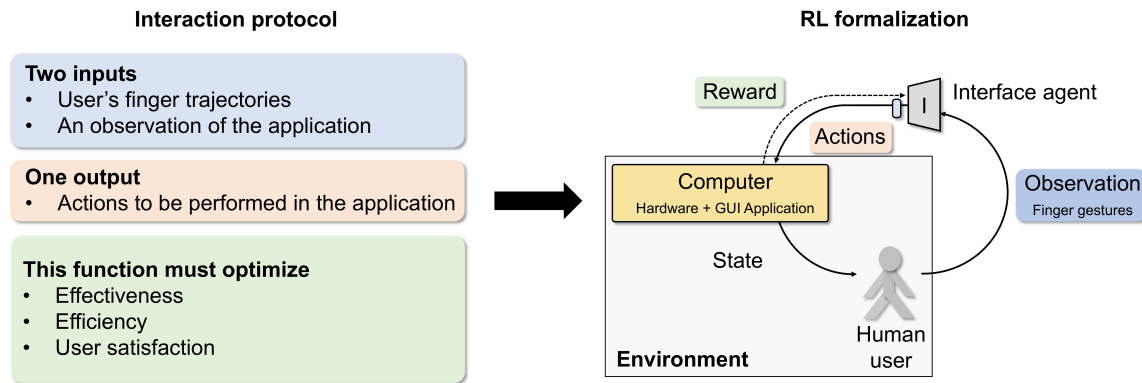 Interaction protocol
Two inputs
• User's finger trajectories
• An observation of the application
One output
• Actions to be performed in the application
This function must optimize
• Effectiveness
• Efficiency
• User satisfaction
RL formalization
Reward
I
Interface agent
Actions
Computer
Hardware + GUI Application
Observation
Finger gestures
State
Human
user
Environment